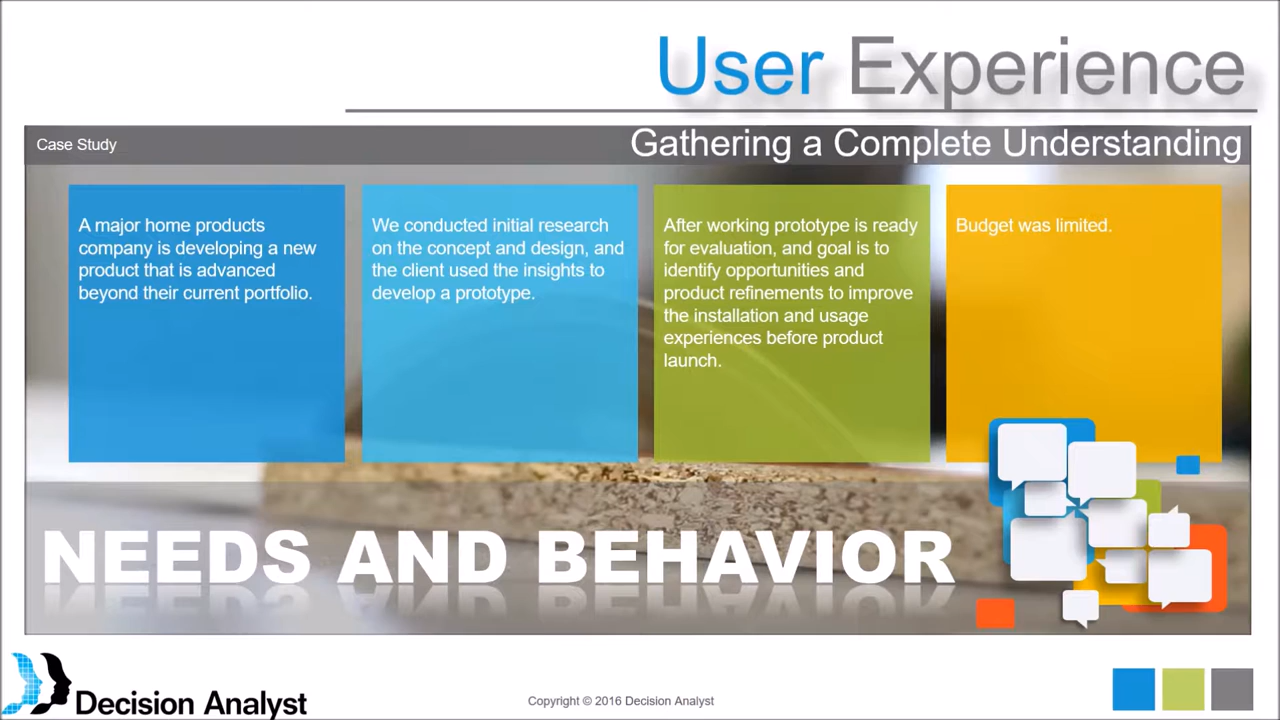 User Experience
Case Study
Gathering a Complete Understanding
A major home products
company is developing a new
product that is advanced
beyond their current portfolio.
We conducted initial research
on the concept and design, and
the client used the insights to
develop a prototype.
After working prototype is ready
for evaluation, and goal is to
identify opportunities and
product refinements to improve
the installation and usage
experiences before product
launch.
Budget was limited.
NEEDS AND BEHAVIOR
Decision Analyst
Copyright © 2016 Decision Analyst